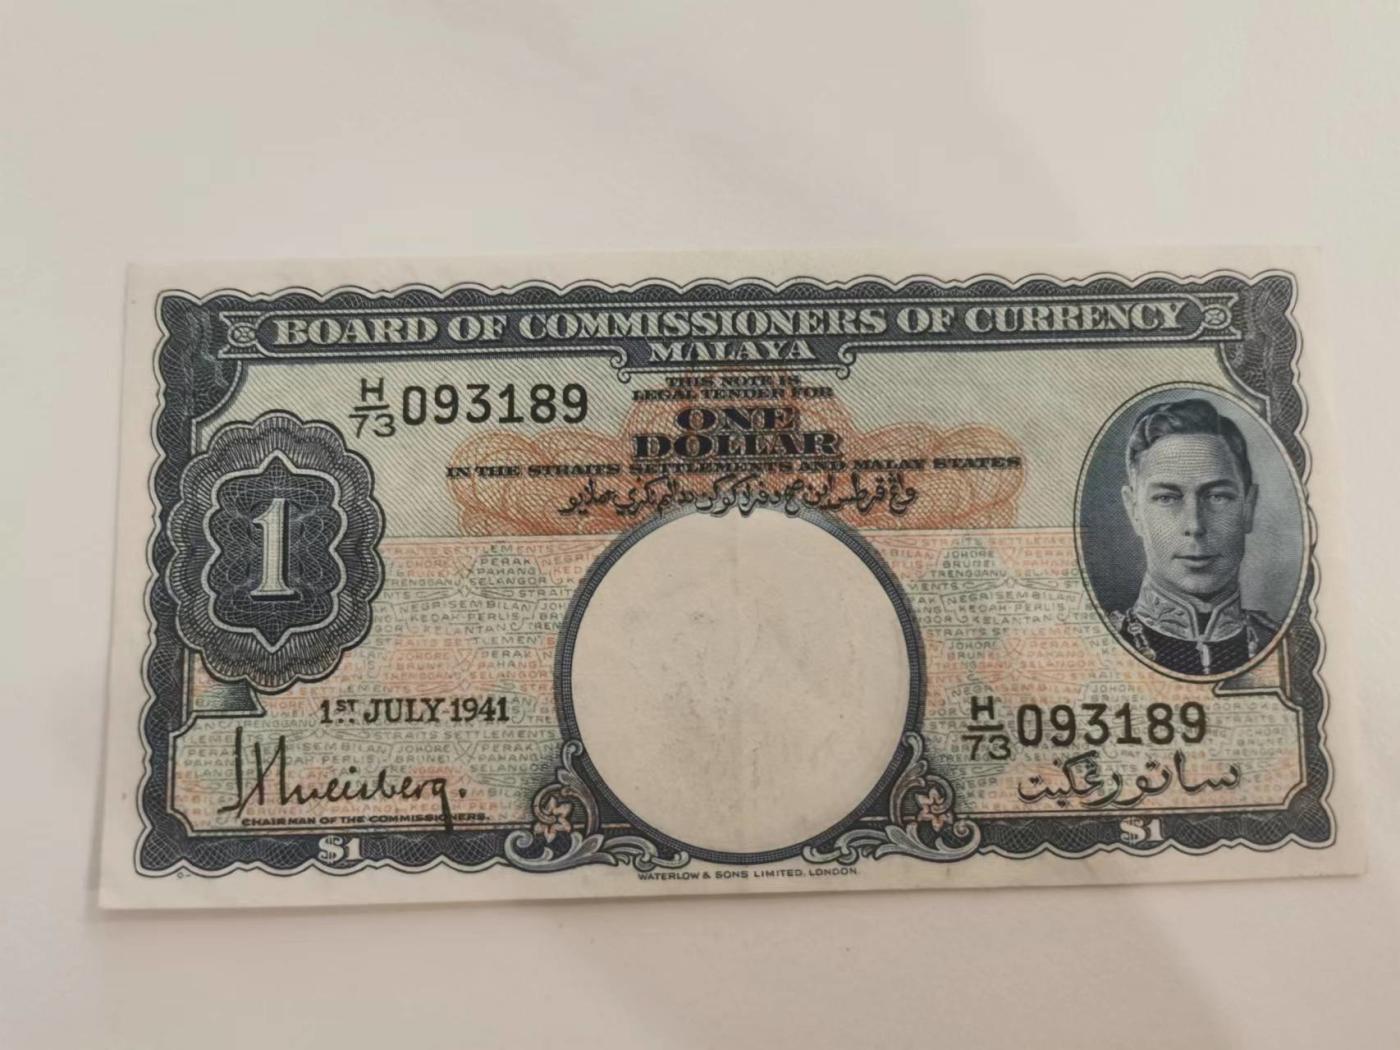 BOARD OF COMMISSIONERS OF CURRENCY
MALAYA
H/73 093189
THIS NOTE IS
LEGAL TENDER FOR
ONE
DOLLAR
IN THE STRAITS SETTLEMENTS AND MALAY STATES
1
1ST JULY 1941
H/73 093189
CHAIRMAN OF THE COMMISSIONERS.
ساتو رڠݢيت
$1
$1
WATERLOW & SONS LIMITED, LONDON